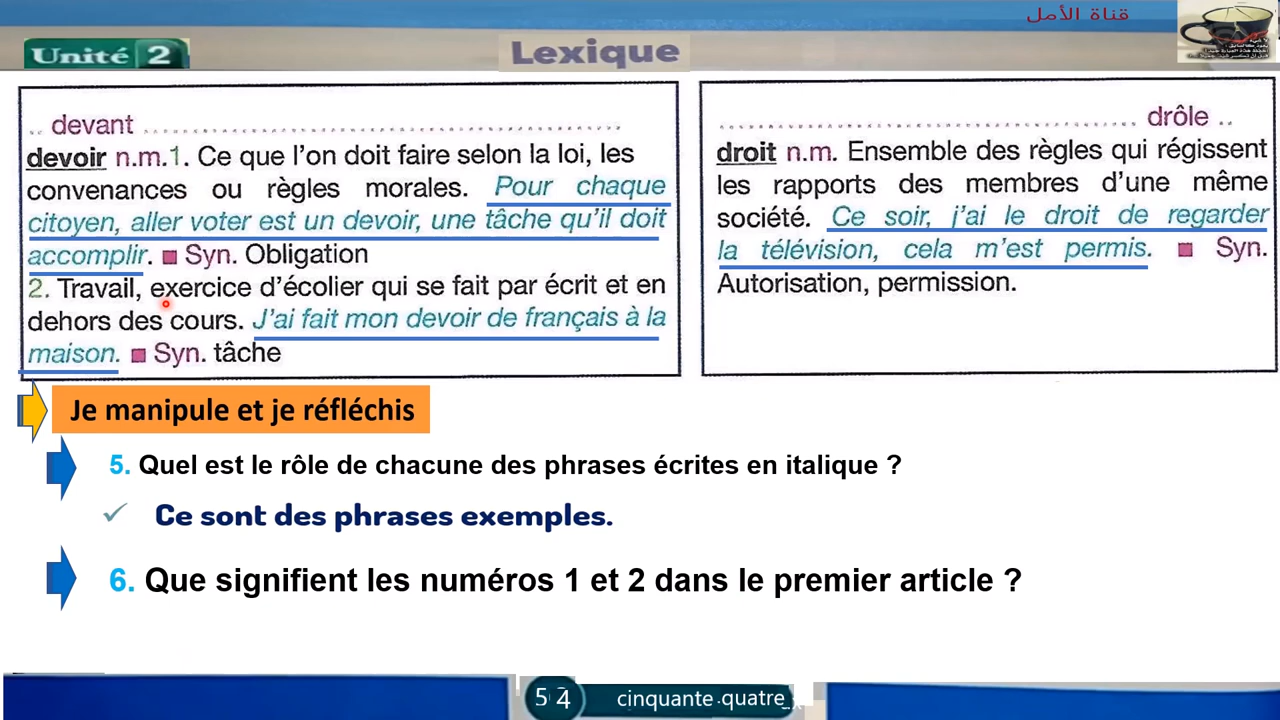 قناة الأمل
Unité 2
Lexique
.. devant ..........
devoir n.m.1. Ce que l'on doit faire selon la loi, les
convenances ou règles morales. Pour chaque
citoyen, aller voter est un devoir, une tâche qu'il doit
accomplir. ■ Syn. Obligation
2. Travail, exercice d'écolier qui se fait par écrit et en
dehors des cours. J'ai fait mon devoir de français à la
maison. ■ Syn. tâche
.......... drôle ..
droit n.m. Ensemble des règles qui régissent
les rapports des membres d'une même
société. Ce soir, j'ai le droit de regarder
la télévision, cela m'est permis. ■ Syn.
Autorisation, permission.
Je manipule et je réfléchis
5. Quel est le rôle de chacune des phrases écrites en italique ?
✓ Ce sont des phrases exemples.
6. Que signifient les numéros 1 et 2 dans le premier article ?
54 cinquante quatre